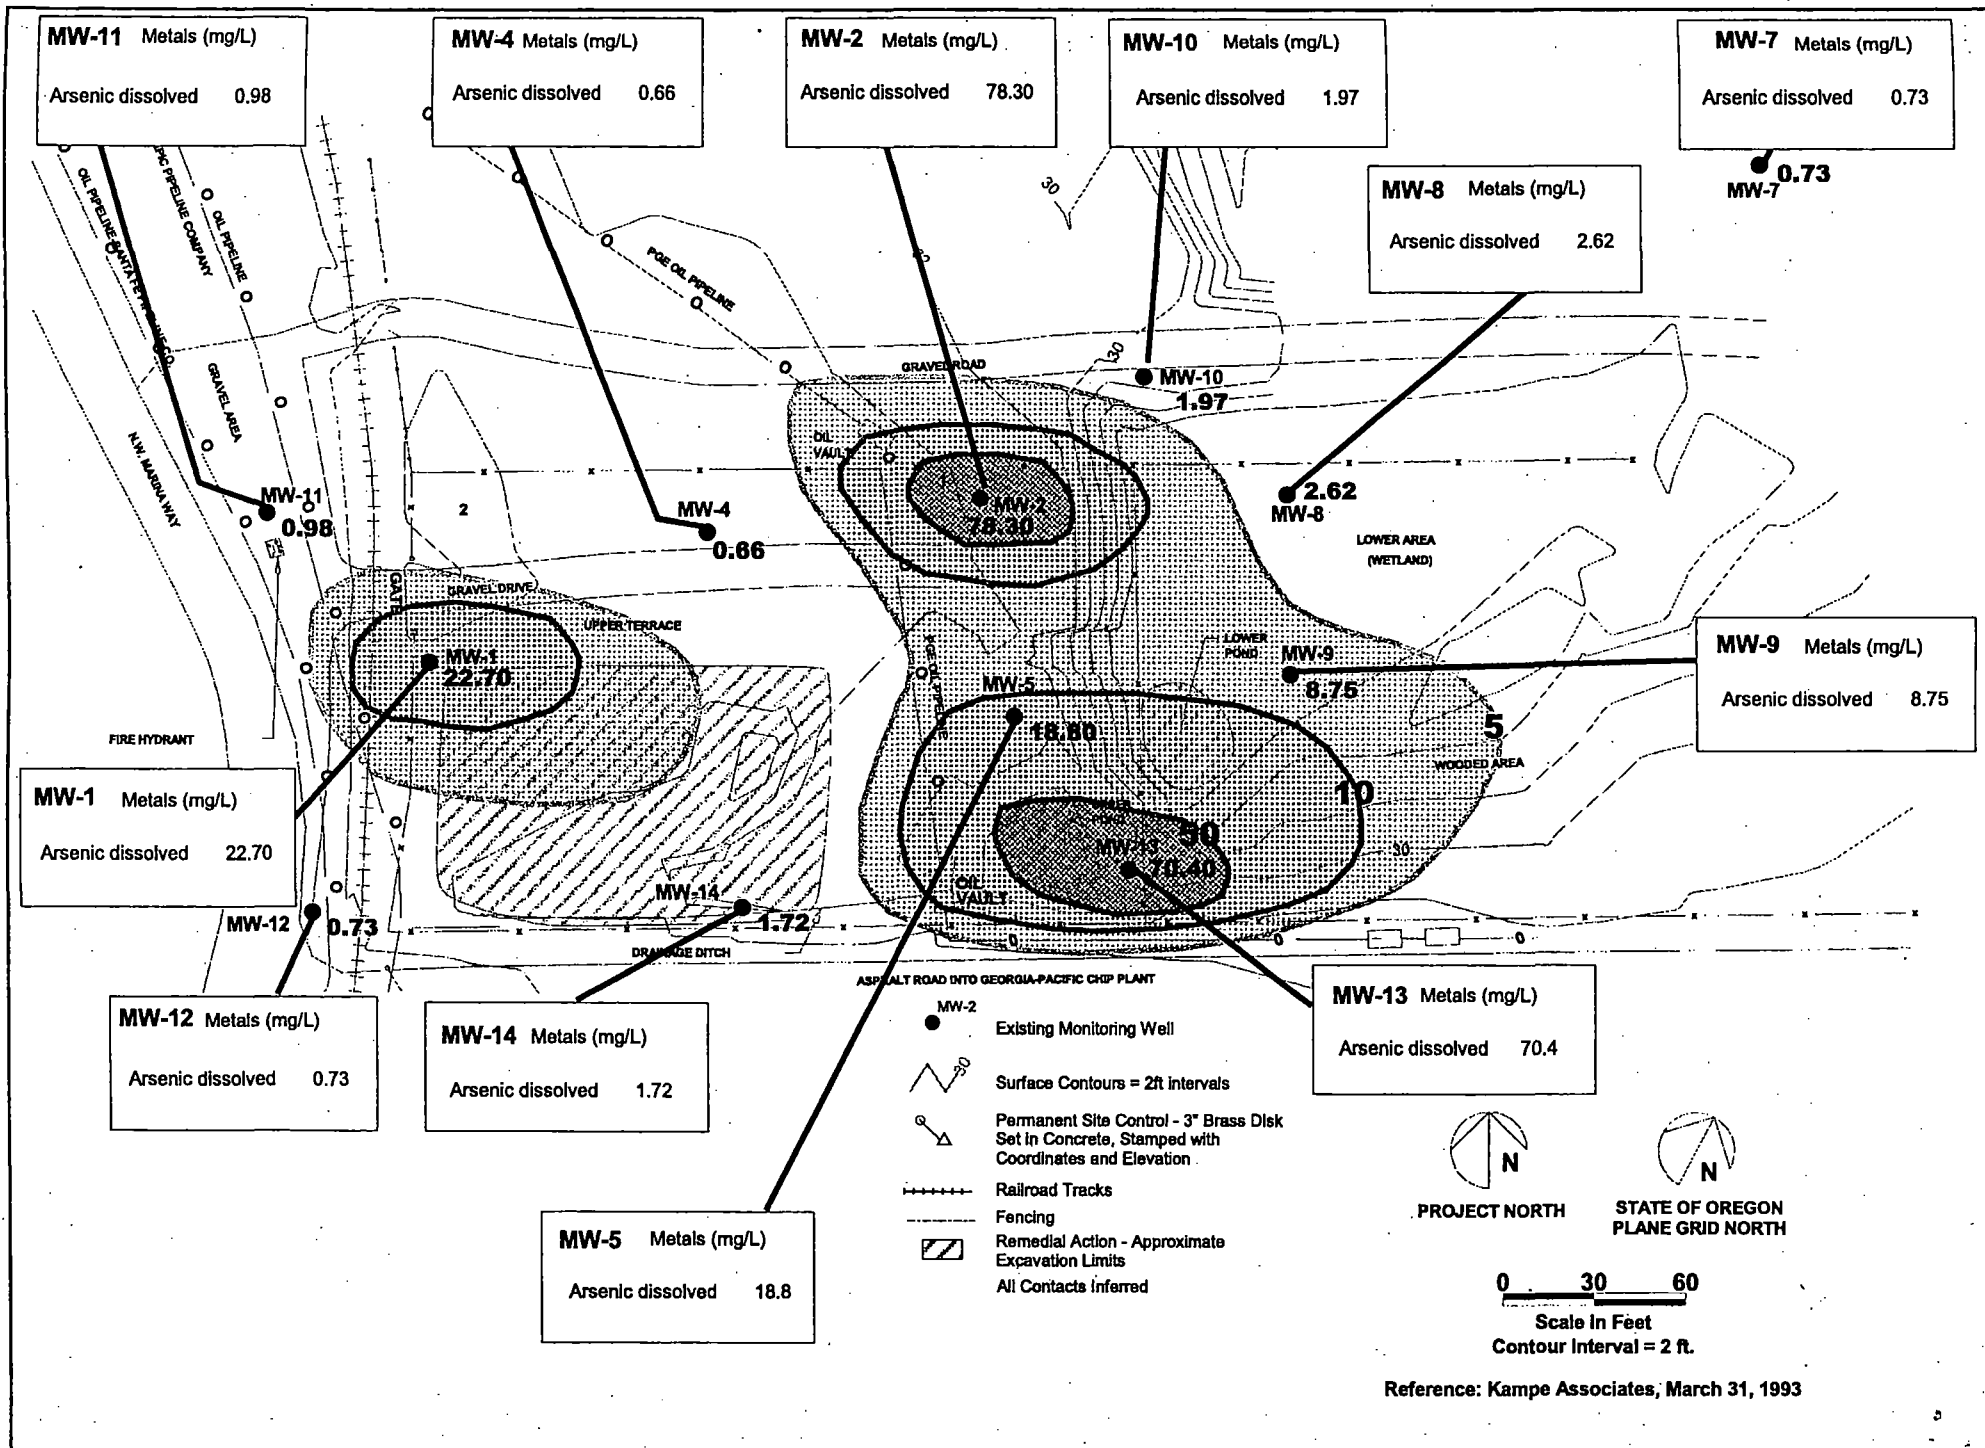 MW-11 Metals (mg/L)
Arsenic dissolved 0.98
MW-4 Metals (mg/L)
Arsenic dissolved 0.66
MW-2 Metals (mg/L)
Arsenic dissolved 78.30
MW-10 Metals (mg/L)
Arsenic dissolved 1.97
MW-7 Metals (mg/L)
Arsenic dissolved 0.73
MW-8 Metals (mg/L)
Arsenic dissolved 2.62
0.73
MW-7
30
OIL PIPELINE
PIPELINE COMPANY
OIL PIPELINE
PGE OIL PIPELINE
GRAVEL AREA
N.W. MARINA WAY
GRAVEL ROAD
30
MW-10
1.97
OIL
VAULT
MW-11
0.98
2
MW-4
0.66
MW-2
78.30
2.62
MW-8
LOWER AREA
(WETLAND)
GATE
GRAVEL DRIVE
UPPER TERRACE
MW-1
22.70
PGE OIL PIPELINE
LOWER
POND
MW-9
8.75
MW-5
18.80
5
WOODED AREA
10
FIRE HYDRANT
MW-9 Metals (mg/L)
Arsenic dissolved 8.75
MW-1 Metals (mg/L)
Arsenic dissolved 22.70
POND
50
MW-13
70.40
30
OIL
VAULT
MW-14
1.72
MW-12
0.73
DRAINAGE DITCH
ASPHALT ROAD INTO GEORGIA-PACIFIC CHIP PLANT
MW-12 Metals (mg/L)
Arsenic dissolved 0.73
MW-14 Metals (mg/L)
Arsenic dissolved 1.72
MW-13 Metals (mg/L)
Arsenic dissolved 70.4
MW-5 Metals (mg/L)
Arsenic dissolved 18.8
MW-2
Existing Monitoring Well
30
Surface Contours = 2ft intervals
Permanent Site Control - 3" Brass Disk
Set in Concrete, Stamped with
Coordinates and Elevation
Railroad Tracks
Fencing
Remedial Action - Approximate
Excavation Limits
All Contacts Inferred
N
PROJECT NORTH
N
STATE OF OREGON
PLANE GRID NORTH
0 30 60
Scale in Feet
Contour Interval = 2 ft.
Reference: Kampe Associates, March 31, 1993